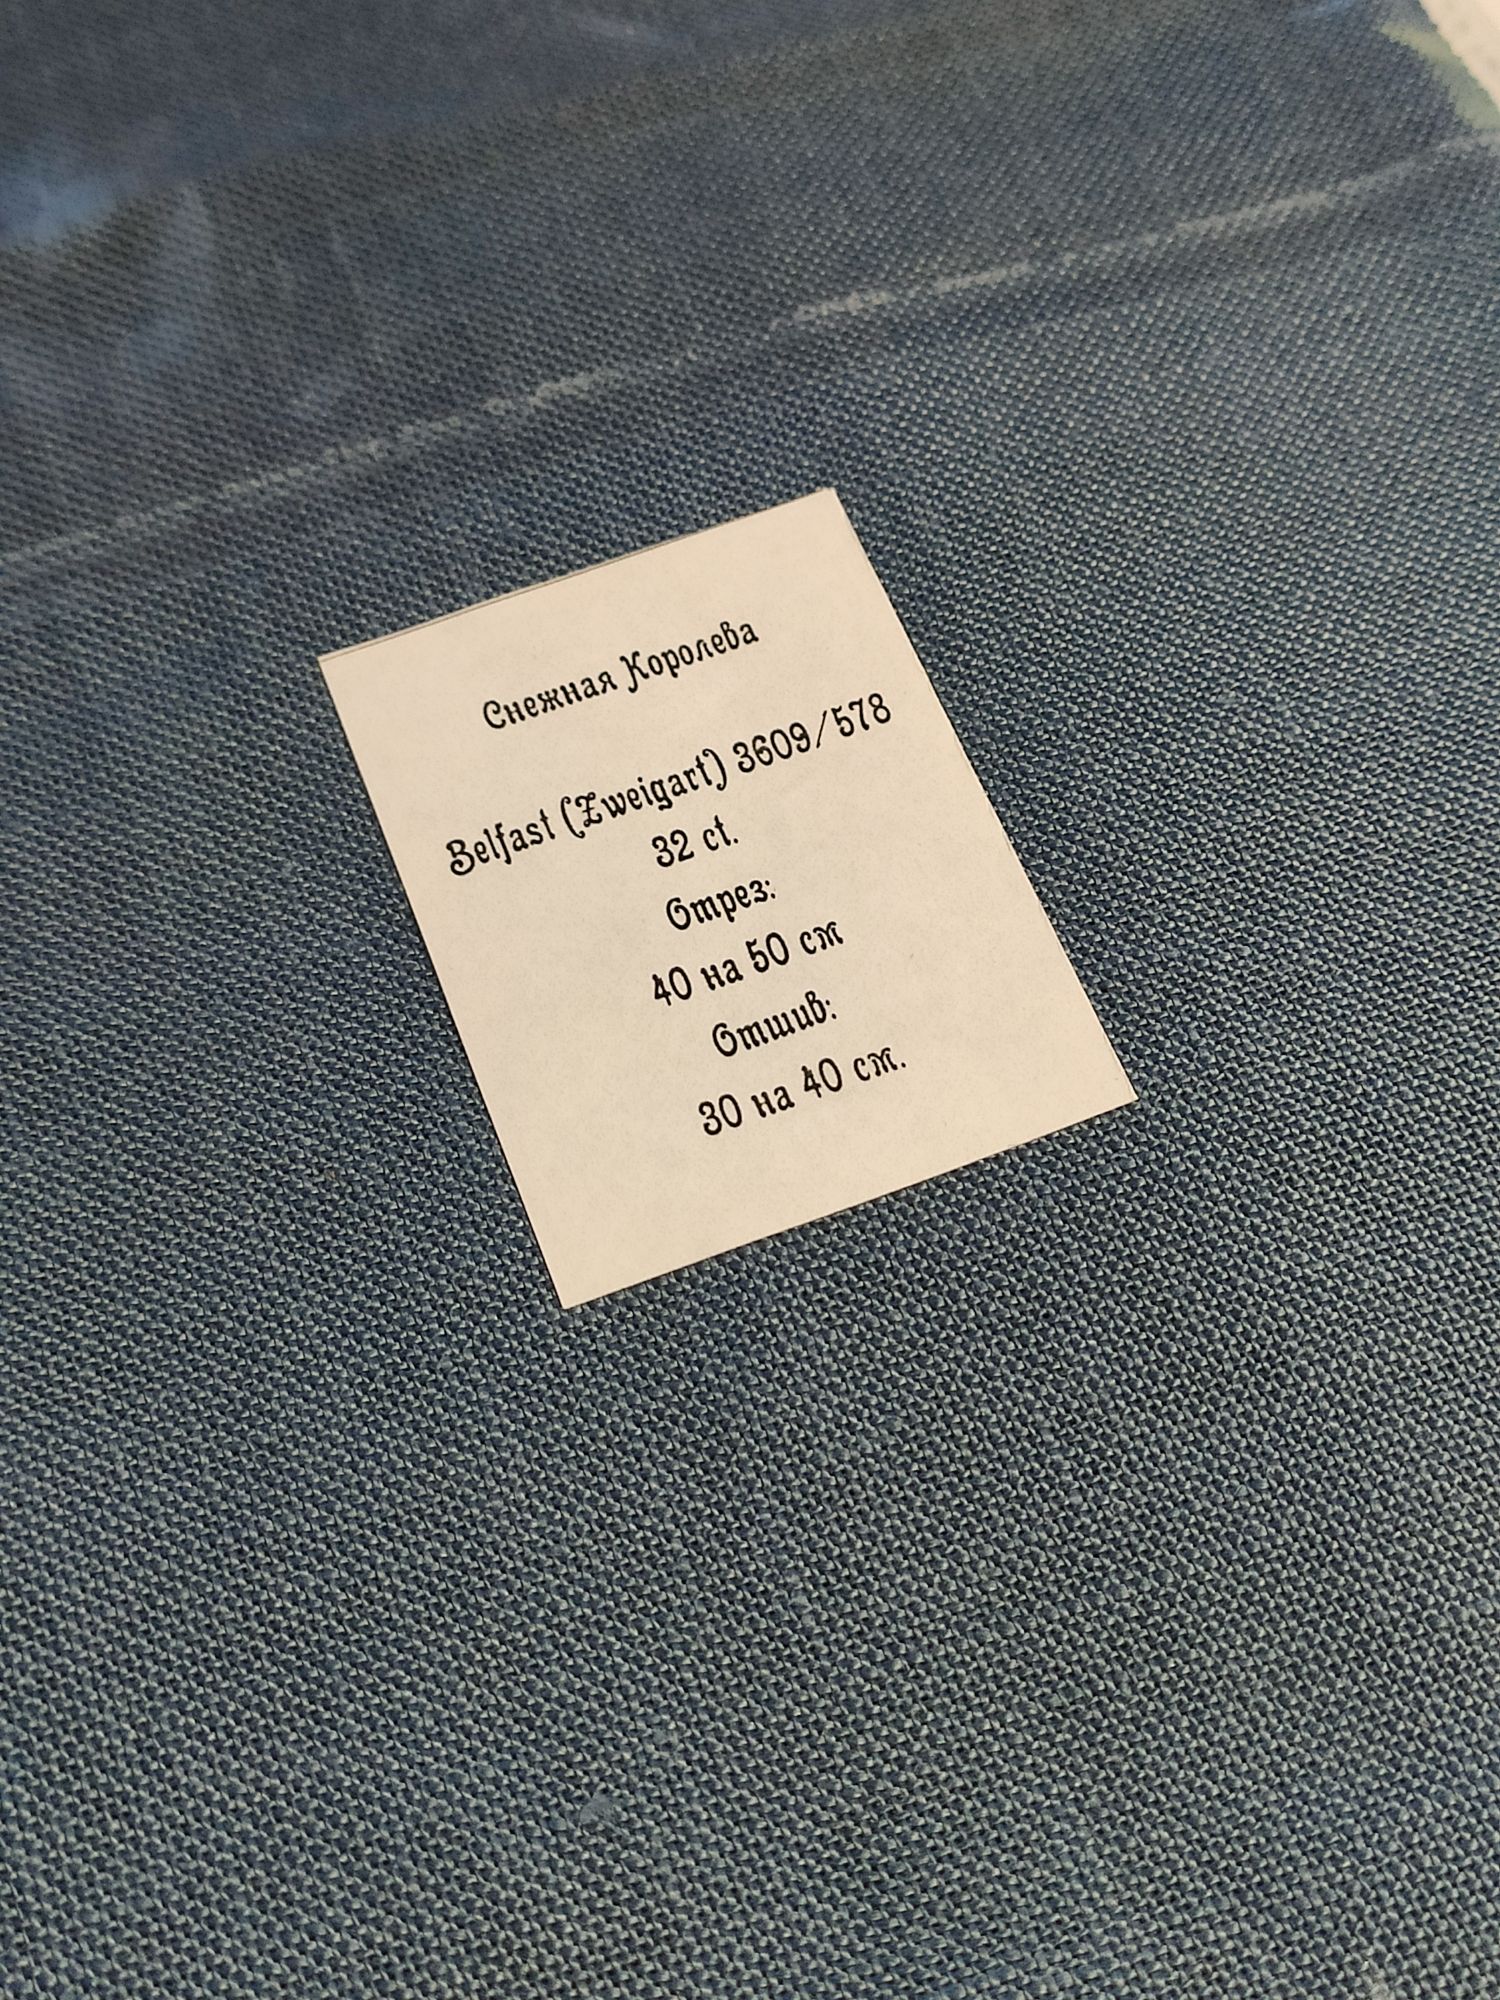 Снежная Королева
Belfast (Zweigart) 3609/578
32 ct.
Отрез:
40 на 50 см
Отшив:
30 на 40 см.